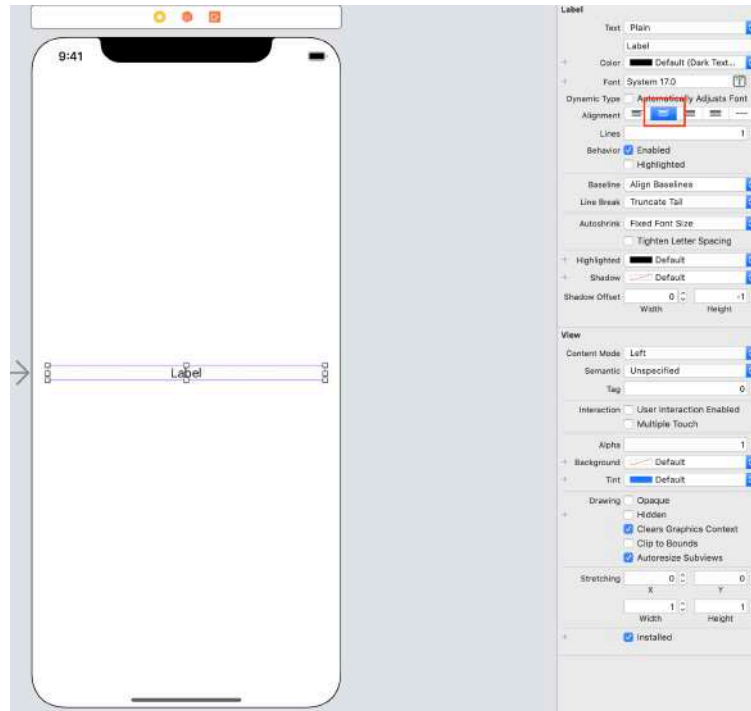 9:41
Label
Label
Text Plain
Label
Color Default (Dark Text...
Font System 17.0
Dynamic Type Automatically Adjusts Font
Alignment
Lines 1
Behavior Enabled
Highlighted
Baseline Align Baselines
Line Break Truncate Tail
Autoshrink Fixed Font Size
Tighten Letter Spacing
Highlighted Default
Shadow Default
Shadow Offset 0 -1
Width Height
View
Content Mode Left
Semantic Unspecified
Tag 0
Interaction User Interaction Enabled
Multiple Touch
Alpha 1
Background Default
Tint Default
Drawing Opaque
Hidden
Clears Graphics Context
Clip to Bounds
Autoresize Subviews
Stretching 0 0
X Y
1 1
Width Height
Installed